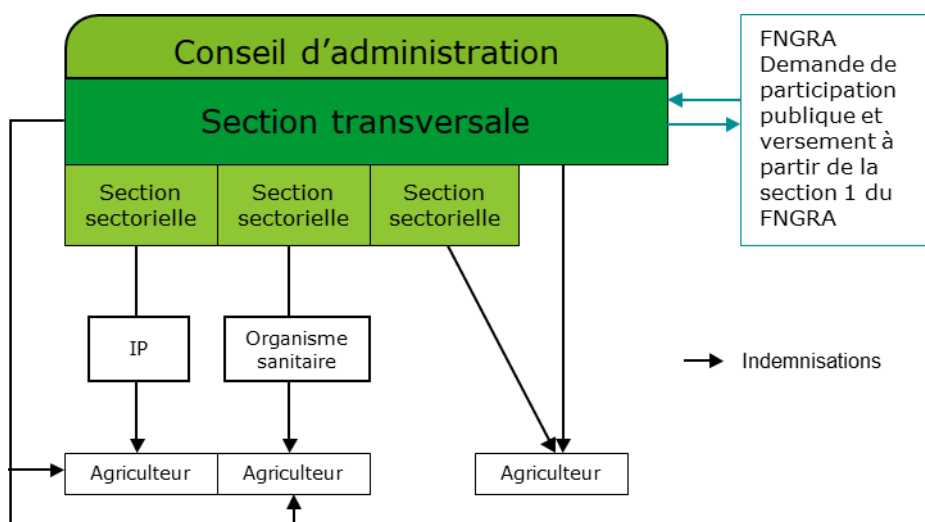 Conseil d'administration
Section transversale
Section
sectorielle
Section
sectorielle
Section
sectorielle
FNGRA
Demande de
participation
publique et
versement à
partir de la
section 1 du
FNGRA
IP
Organisme
sanitaire
Indemnisations
Agriculteur
Agriculteur
Agriculteur